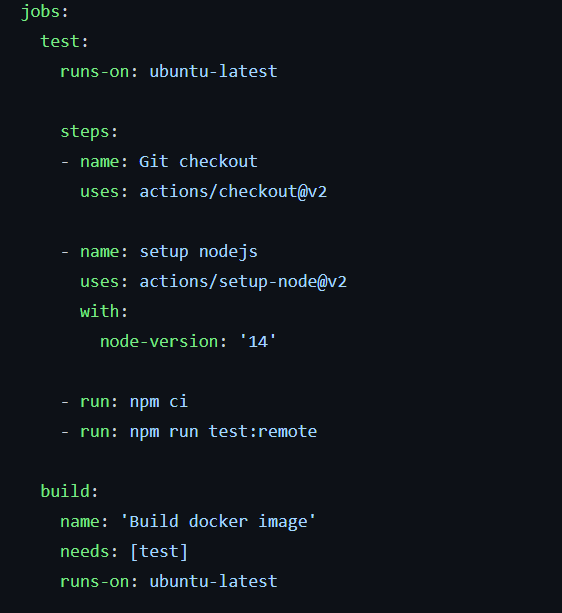 jobs:
  test:
    runs-on: ubuntu-latest

    steps:
    - name: Git checkout
      uses: actions/checkout@v2

    - name: setup nodejs
      uses: actions/setup-node@v2
      with:
        node-version: '14'

    - run: npm ci
    - run: npm run test:remote

  build:
    name: 'Build docker image'
    needs: [test]
    runs-on: ubuntu-latest